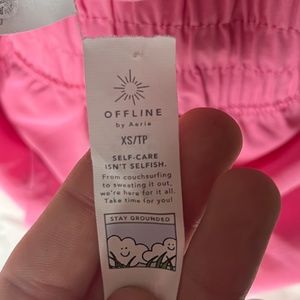 OFFLINE
by Aerie
XS/TP
SELF-CARE
ISN'T SELFISH.
From couchsurfing
to sweating it out,
we're here for it all.
Take time for you!
STAY GROUNDED